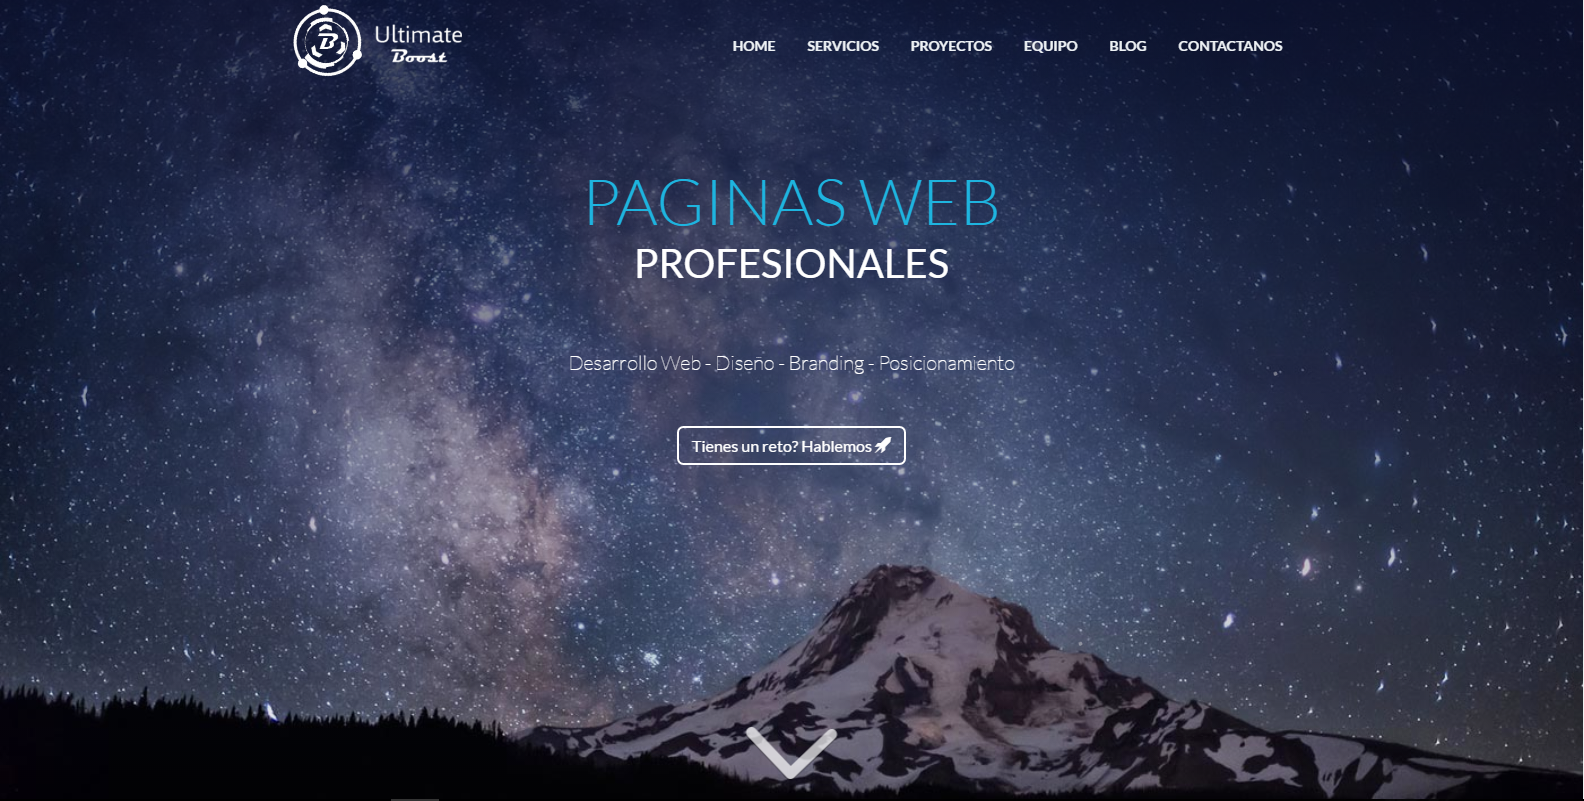 Ultimate
Boost
B
HOME SERVICIOS PROYECTOS EQUIPO BLOG CONTACTANOS
PAGINAS WEB
PROFESIONALES
Desarrollo Web - Diseño - Branding - Posicionamiento
Tienes un reto? Hablemos